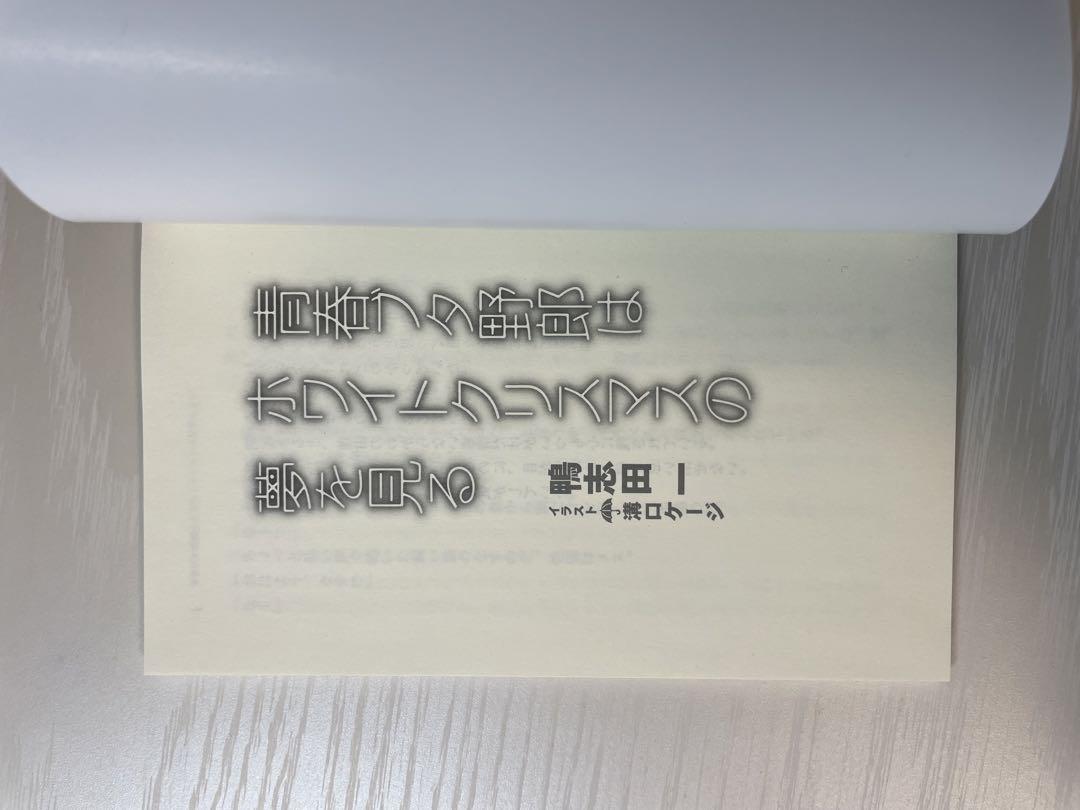 青春ブタ野郎は
ホワイトクリスマスの
夢を見る
鴨志田 一
イラスト 溝口ケージ